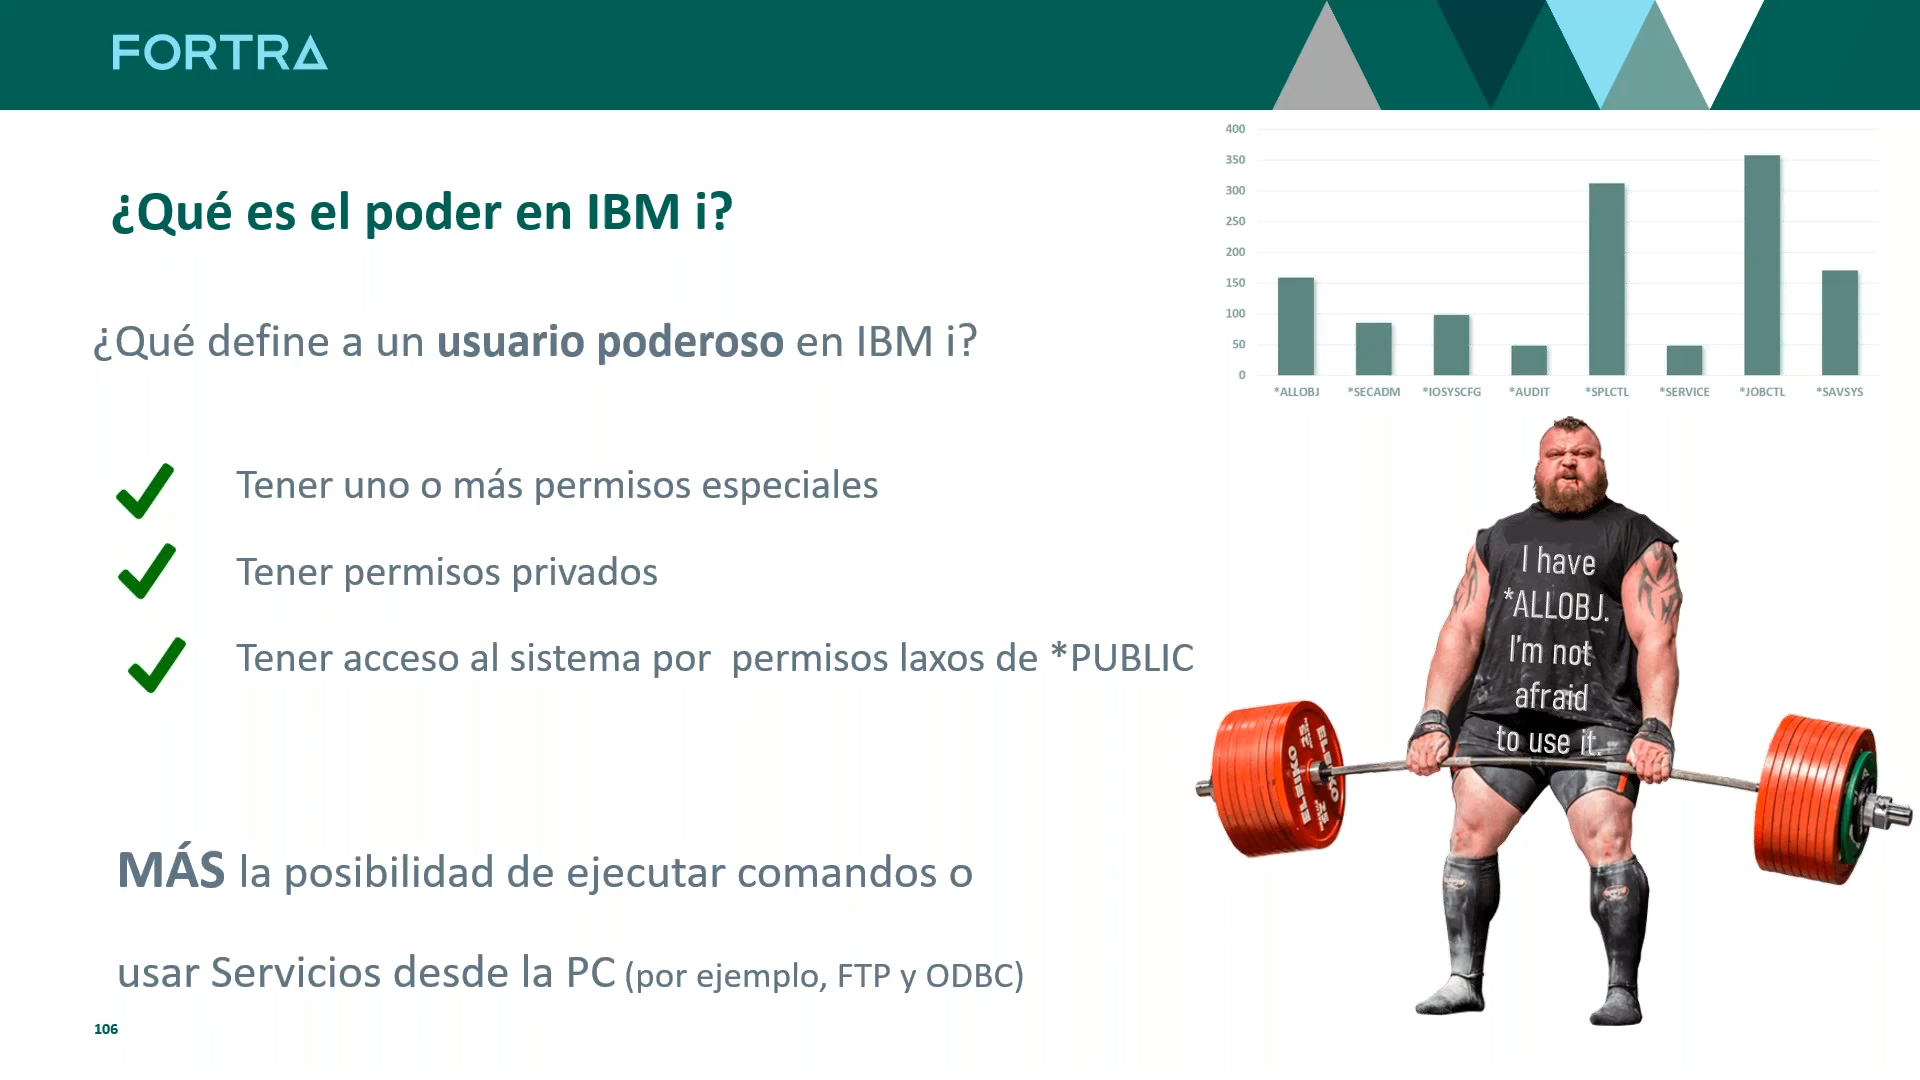 FORTRA
¿Qué es el poder en IBM i?
¿Qué define a un usuario poderoso en IBM i?
Tener uno o más permisos especiales
Tener permisos privados
Tener acceso al sistema por  permisos laxos de *PUBLIC
MÁS la posibilidad de ejecutar comandos o
usar Servicios desde la PC (por ejemplo, FTP y ODBC)
106
400
350
300
250
200
150
100
50
0
*ALLOBJ *SECADM *IOSYSCFG *AUDIT *SPLCTL *SERVICE *JOBCTL *SAVSYS
I have
*ALLOBJ.
I'm not
afraid
to use it.
ELEIKO
25
ELEIKO
25